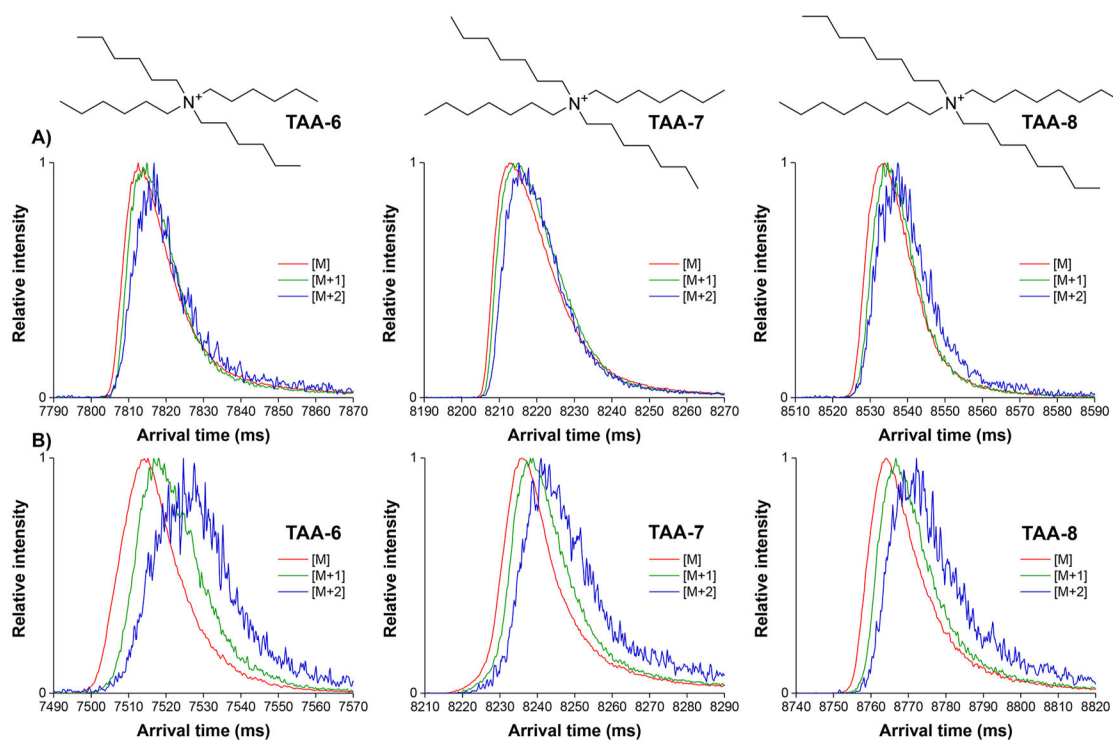 N+
TAA-6
N+
TAA-7
N+
TAA-8
A)
1
Relative intensity
[M]
[M+1]
[M+2]
0
7790 7800 7810 7820 7830 7840 7850 7860 7870
Arrival time (ms)
1
Relative intensity
[M]
[M+1]
[M+2]
0
8190 8200 8210 8220 8230 8240 8250 8260 8270
Arrival time (ms)
1
Relative intensity
[M]
[M+1]
[M+2]
0
8510 8520 8530 8540 8550 8560 8570 8580 8590
Arrival time (ms)
B)
1
Relative intensity
TAA-6
[M]
[M+1]
[M+2]
0
7490 7500 7510 7520 7530 7540 7550 7560 7570
Arrival time (ms)
1
Relative intensity
TAA-7
[M]
[M+1]
[M+2]
0
8210 8220 8230 8240 8250 8260 8270 8280 8290
Arrival time (ms)
1
Relative intensity
TAA-8
[M]
[M+1]
[M+2]
0
8740 8750 8760 8770 8780 8790 8800 8810 8820
Arrival time (ms)